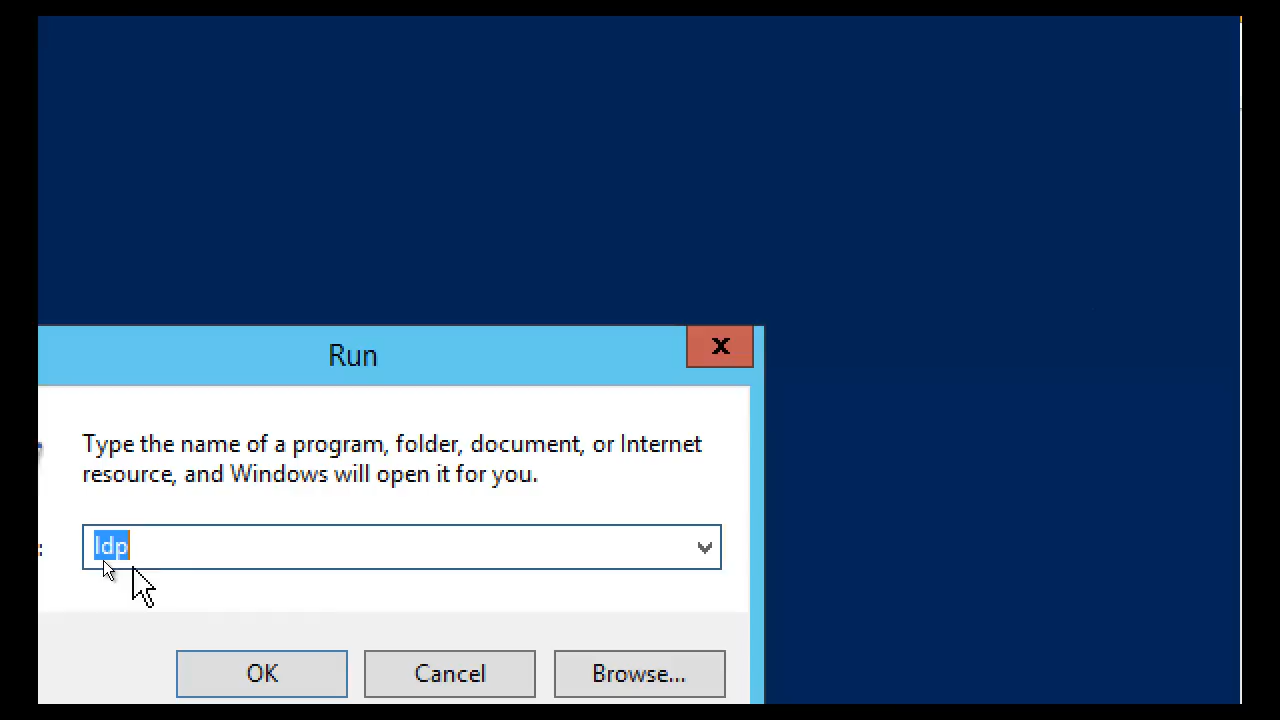 Run
x
Type the name of a program, folder, document, or Internet
resource, and Windows will open it for you.
:
ldp
OK
Cancel
Browse...